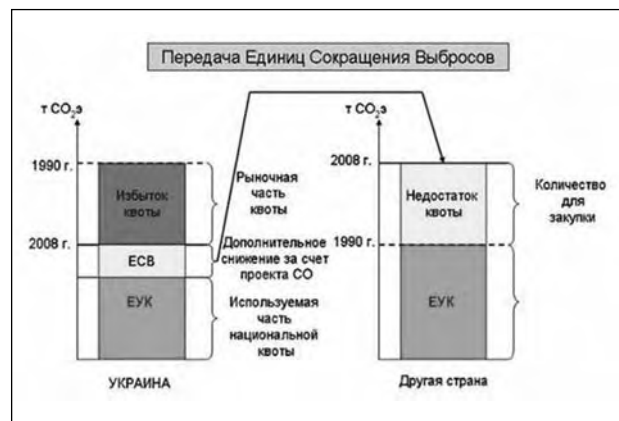 Передача Единиц Сокращения Выбросов
т CO₂э
1990 г.
Избыток
квоты
Рыночная
часть
квоты
2008 г.
ЕСВ
Дополнительное
снижение за счет
проекта СО
ЕУК
Используемая
часть
национальной
квоты
УКРАИНА
т CO₂э
2008 г.
Недостаток
квоты
Количество
для
закупки
1990 г.
ЕУК
Другая страна